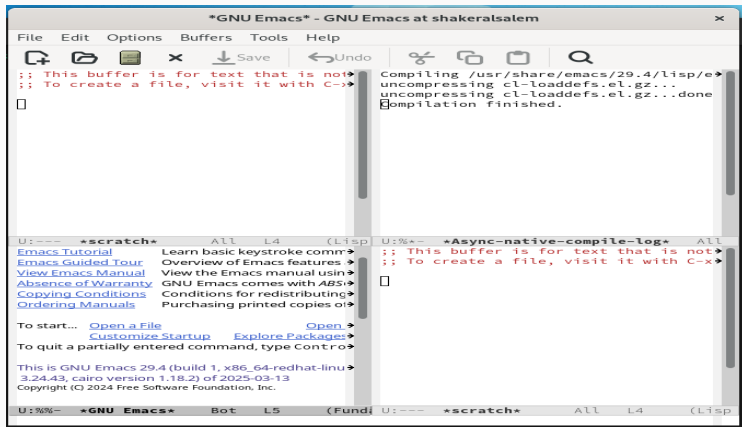 *GNU Emacs* - GNU Emacs at shakeralsalem
File Edit Options Buffers Tools Help
Save Undo
;; This buffer is for text that is not
;; To create a file, visit it with C-x
U:--- *scratch* All L4 (Lisp
Compiling /usr/share/emacs/29.4/lisp/e
uncompressing cl-loaddefs.el.gz...
uncompressing cl-loaddefs.el.gz...done
Compilation finished.
U:%*- *Async-native-compile-log* All
Emacs Tutorial Learn basic keystroke comm
Emacs Guided Tour Overview of Emacs features
View Emacs Manual View the Emacs manual usin
Absence of Warranty GNU Emacs comes with ABS
Copying Conditions Conditions for redistributing
Ordering Manuals Purchasing printed copies of
To start... Open a File Open
Customize Startup Explore Packages
To quit a partially entered command, type Contro
This is GNU Emacs 29.4 (build 1, x86_64-redhat-linu
3.24.43, cairo version 1.18.2) of 2025-03-13
Copyright (C) 2024 Free Software Foundation, Inc.
U:%%- *GNU Emacs* Bot L5 (Funda
;; This buffer is for text that is not
;; To create a file, visit it with C-x
U:--- *scratch* All L4 (Lisp